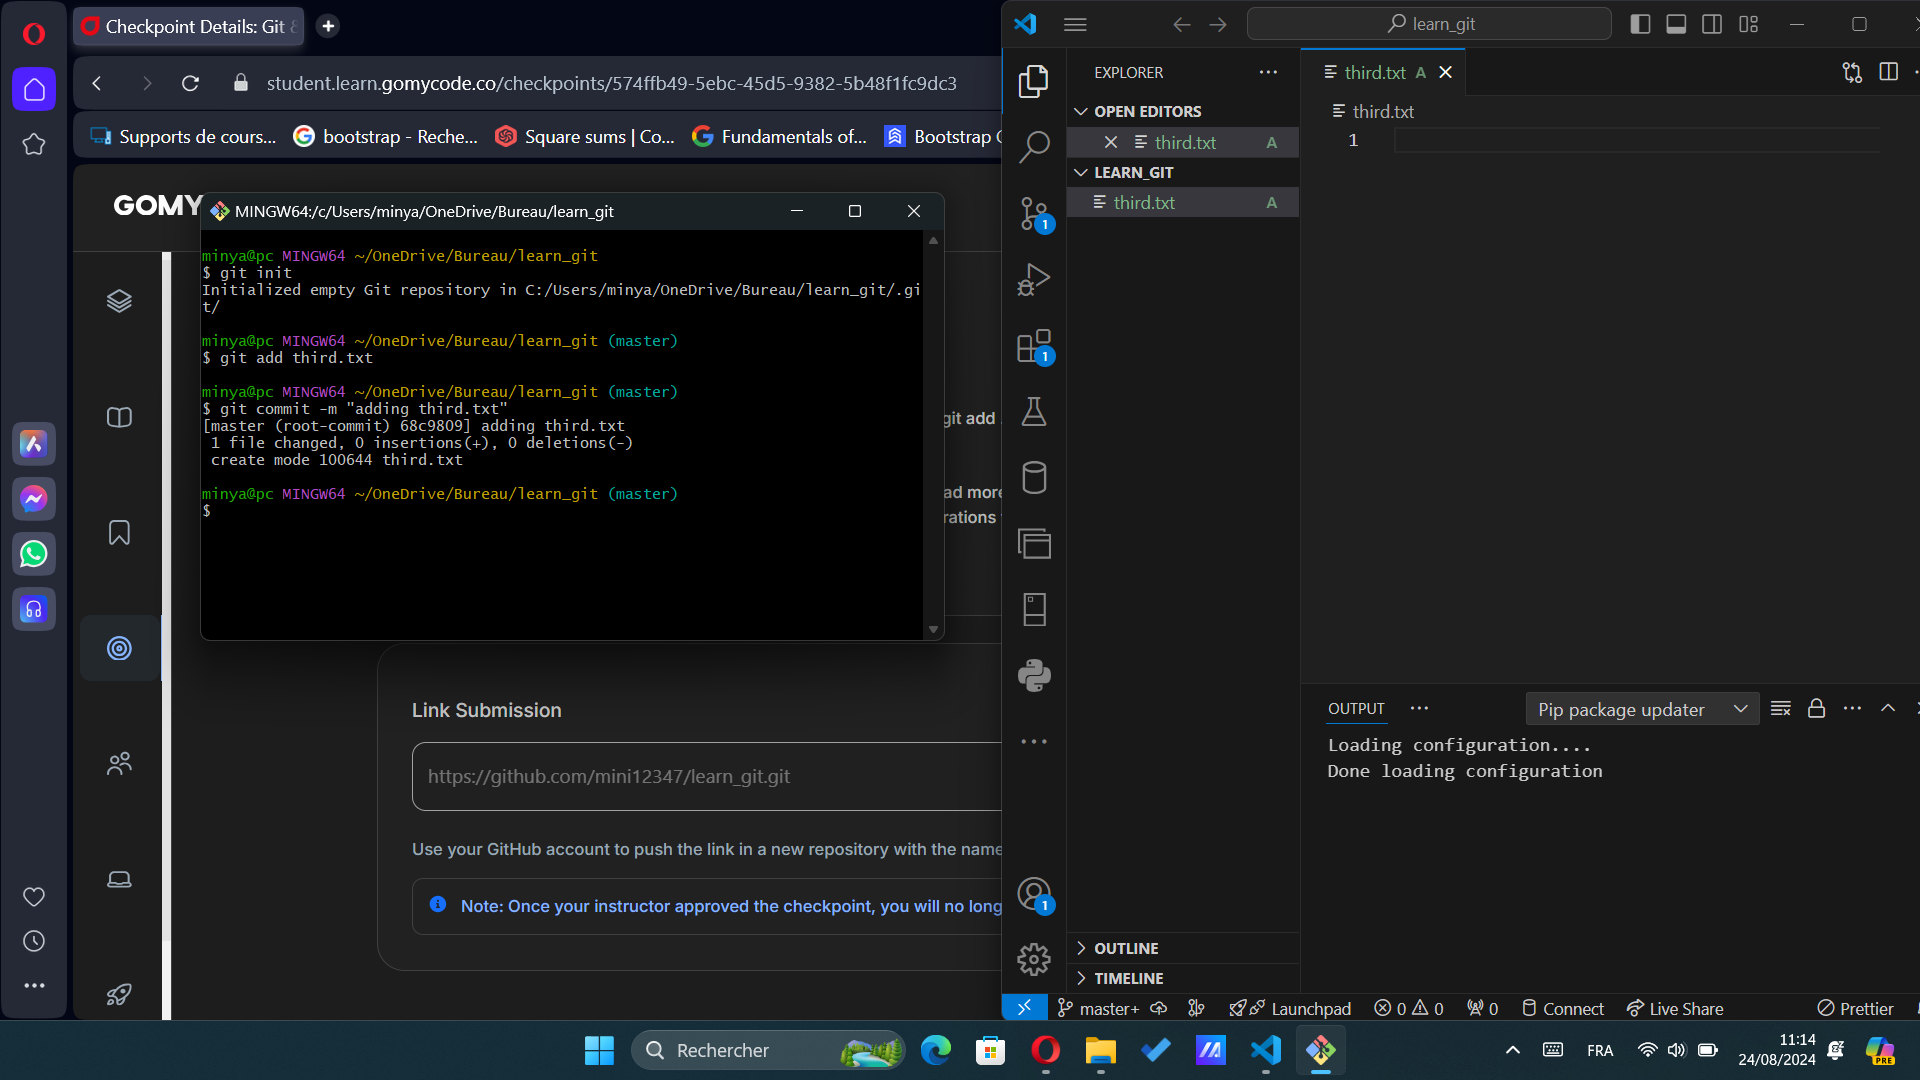 Checkpoint Details: Git &
student.learn.gomycode.co/checkpoints/574ffb49-5ebc-45d5-9382-5b48f1fc9dc3
Supports de cours...
bootstrap - Reche...
Square sums | Co...
Fundamentals of...
Bootstrap
GOMY
MINGW64:/c/Users/minya/OneDrive/Bureau/learn_git
minya@pc MINGW64 ~/OneDrive/Bureau/learn_git
$ git init
Initialized empty Git repository in C:/Users/minya/OneDrive/Bureau/learn_git/.gi
t/
minya@pc MINGW64 ~/OneDrive/Bureau/learn_git (master)
$ git add third.txt
minya@pc MINGW64 ~/OneDrive/Bureau/learn_git (master)
$ git commit -m "adding third.txt"
[master (root-commit) 68c9809] adding third.txt
1 file changed, 0 insertions(+), 0 deletions(-)
create mode 100644 third.txt
minya@pc MINGW64 ~/OneDrive/Bureau/learn_git (master)
$
git add
ad more
rations
Link Submission
https://github.com/mini12347/learn_git.git
Use your GitHub account to push the link in a new repository with the name
Note: Once your instructor approved the checkpoint, you will no long
learn_git
EXPLORER
OPEN EDITORS
third.txt A
LEARN_GIT
third.txt A
1
1
1
OUTLINE
TIMELINE
third.txt A
third.txt
1
OUTPUT
Pip package updater
Loading configuration....
Done loading configuration
master+
Launchpad
0
0
0
Connect
Live Share
Prettier
Rechercher
FRA
11:14
24/08/2024
PRE